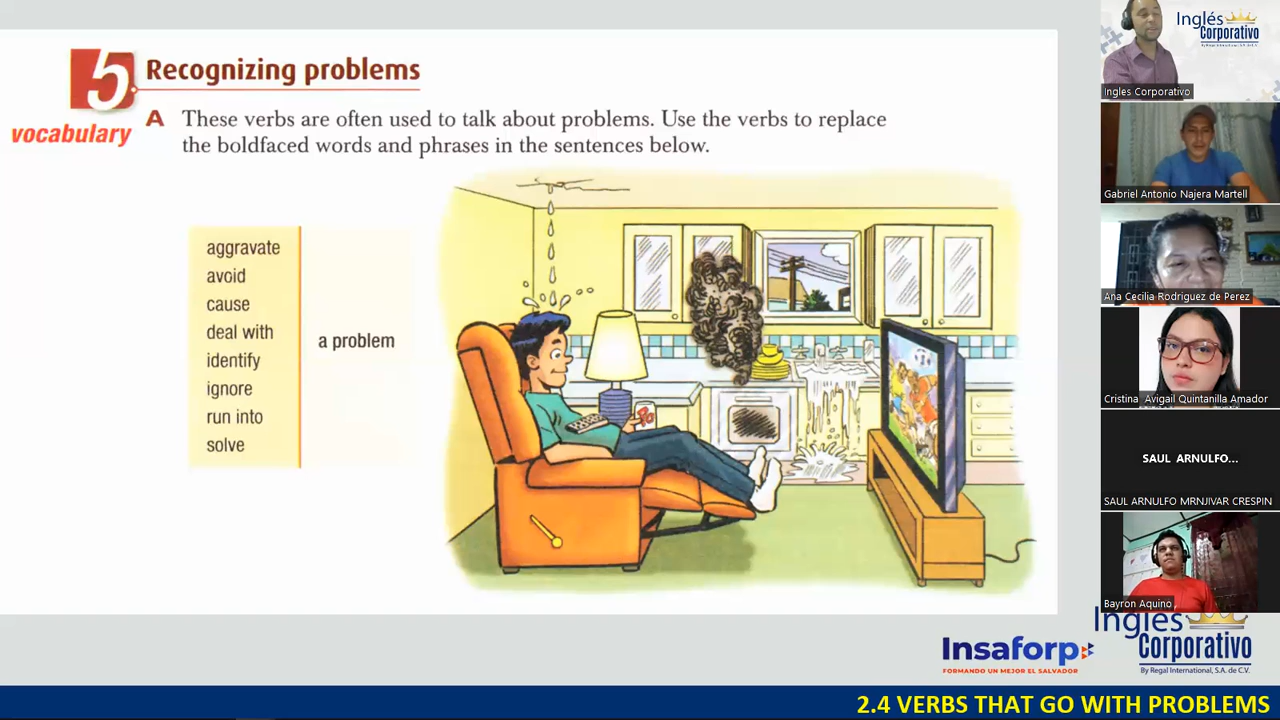 5
vocabulary
Recognizing problems
A These verbs are often used to talk about problems. Use the verbs to replace
the boldfaced words and phrases in the sentences below.
aggravate
avoid
cause
deal with
identify
ignore
run into
solve
a problem
Inglés
Corporativo
By Regal International, S.A. de C.V.
Ingles Corporativo
Gabriel Antonio Najera Martell
Ana Cecilia Rodriguez de Perez
Cristina Avigail Quintanilla Amador
SAUL ARNULFO...
SAUL ARNULFO MRNJIVAR CRESPIN
Bayron Aquino
Insaforp
FORMANDO UN MEJOR EL SALVADOR
Inglés
Corporativo
By Regal International, S.A. de C.V.
2.4 VERBS THAT GO WITH PROBLEMS